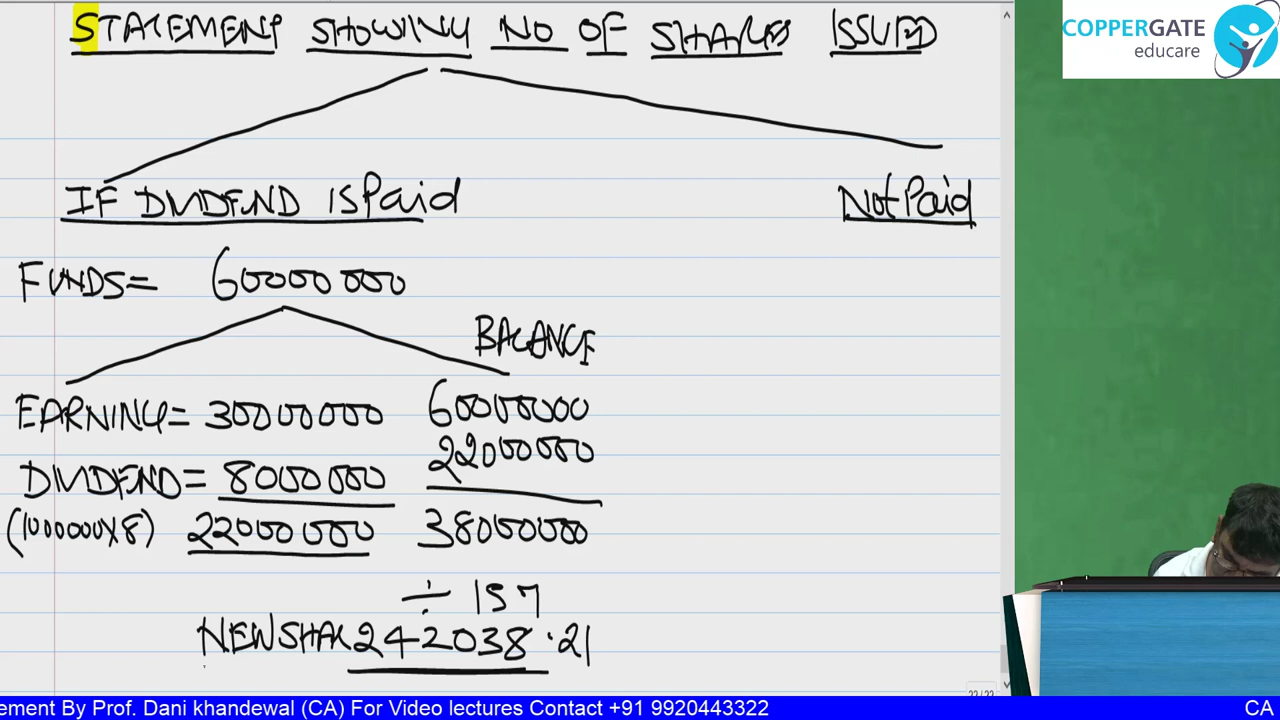 STATEMENT SHOWING NO OF SHARES ISSUED
COPPERGATE
educare
IF DIVIDEND IS Paid
Not Paid
FUNDS= 60000000
BALANCE
EARNING= 30000000
60000000
DIVIDEND= 8000000
22000000
(1000000X8) 22000000
38000000
÷ 157
NEWSHAR 242038.21
ement By Prof. Dani khandewal (CA) For Video lectures Contact +91 9920443322
CA